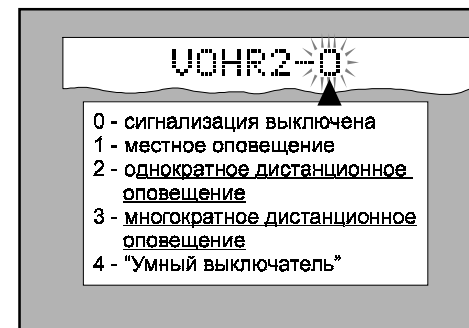 VOHR2-0
0 - сигнализация выключена
1 - местное оповещение
2 - однократное дистанционное
оповещение
3 - многократное дистанционное
оповещение
4 - "Умный выключатель"